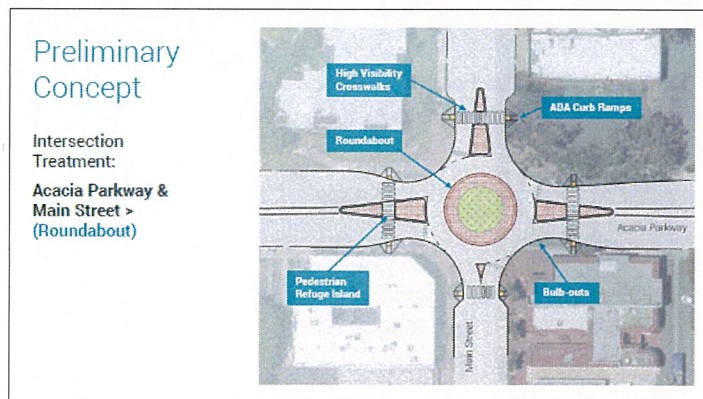 Preliminary
Concept
Intersection
Treatment:
Acacia Parkway &
Main Street >
(Roundabout)
High Visibility
Crosswalks
ADA Curb Ramps
Roundabout
Acacia Parkway
Pedestrian
Refuge Island
Bulb-outs
Main Street